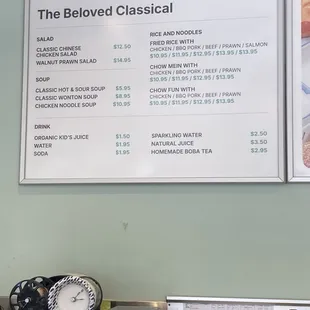 The Beloved Classical
SALAD
CLASSIC CHINESE CHICKEN SALAD $12.50
WALNUT PRAWN SALAD $14.95
SOUP
CLASSIC HOT & SOUR SOUP $5.95
CLASSIC WONTON SOUP $8.95
CHICKEN NOODLE SOUP $10.95
RICE AND NOODLES
FRIED RICE WITH
CHICKEN / BBQ PORK / BEEF / PRAWN / SALMON
$10.95 / $11.95 / $12.95 / $13.95 / $13.95
CHOW MEIN WITH
CHICKEN / BBQ PORK / BEEF / PRAWN
$10.95 / $11.95 / $12.95 / $13.95
CHOW FUN WITH
CHICKEN / BBQ PORK / BEEF / PRAWN
$10.95 / $11.95 / $12.95 / $13.95
DRINK
ORGANIC KID'S JUICE $1.50
WATER $1.95
SODA $1.95
SPARKLING WATER $2.50
NATURAL JUICE $3.50
HOMEMADE BOBA TEA $2.95